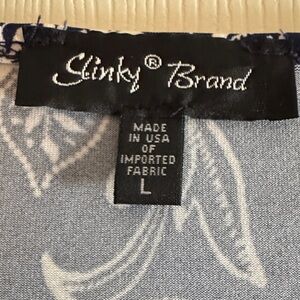 Slinky® Brand
MADE
IN USA
OF
IMPORTED
FABRIC
L